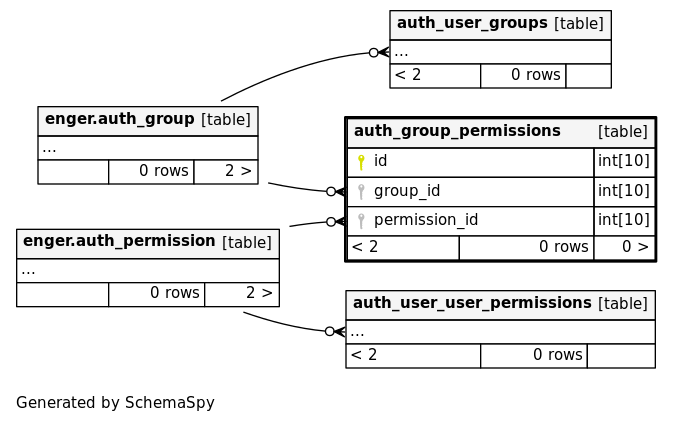 auth_user_groups [table]
...
< 2 0 rows
enger.auth_group [table]
...
0 rows 2 >
auth_group_permissions [table]
id int[10]
group_id int[10]
permission_id int[10]
< 2 0 rows 0 >
enger.auth_permission [table]
...
0 rows 2 >
auth_user_user_permissions [table]
...
< 2 0 rows
Generated by SchemaSpy